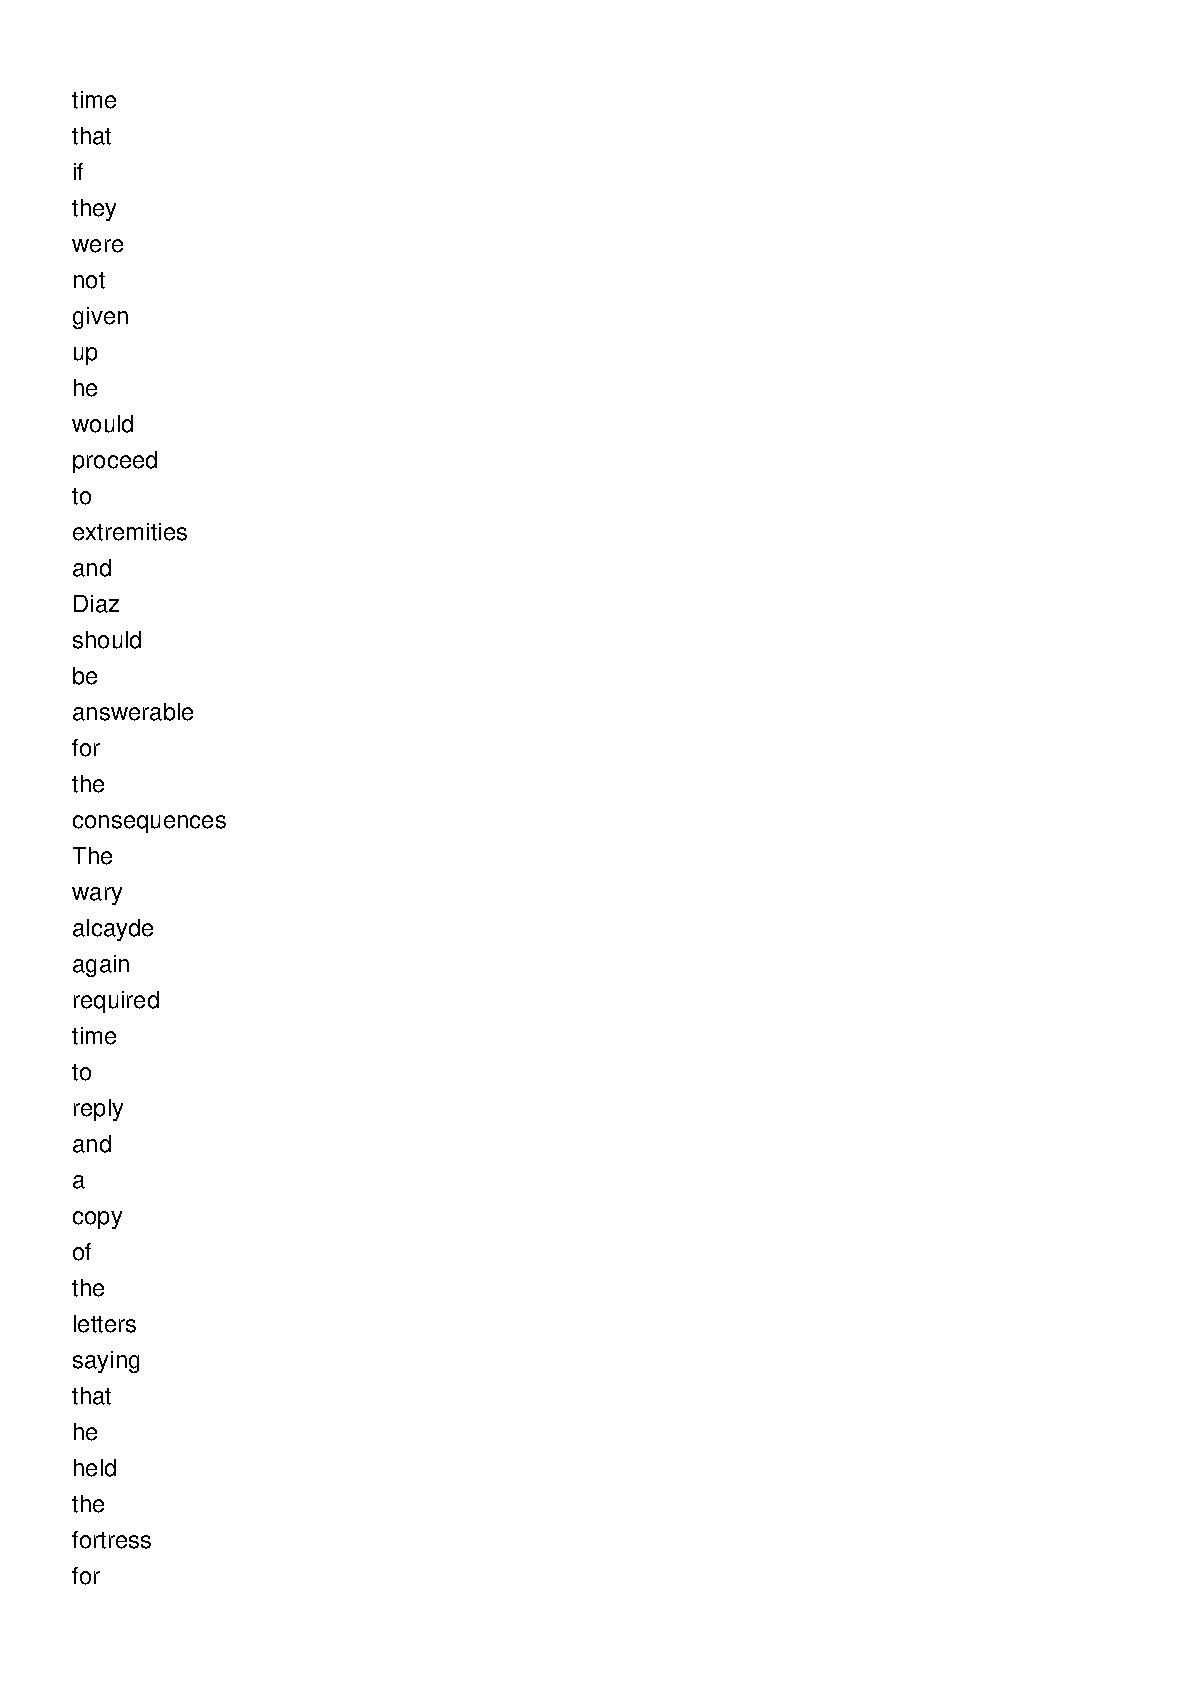 time
that
if
they
were
not
given
up
he
would
proceed
to
extremities
and
Diaz
should
be
answerable
for
the
consequences
The
wary
alcayde
again
required
time
to
reply
and
a
copy
of
the
letters
saying
that
he
held
the
fortress
for